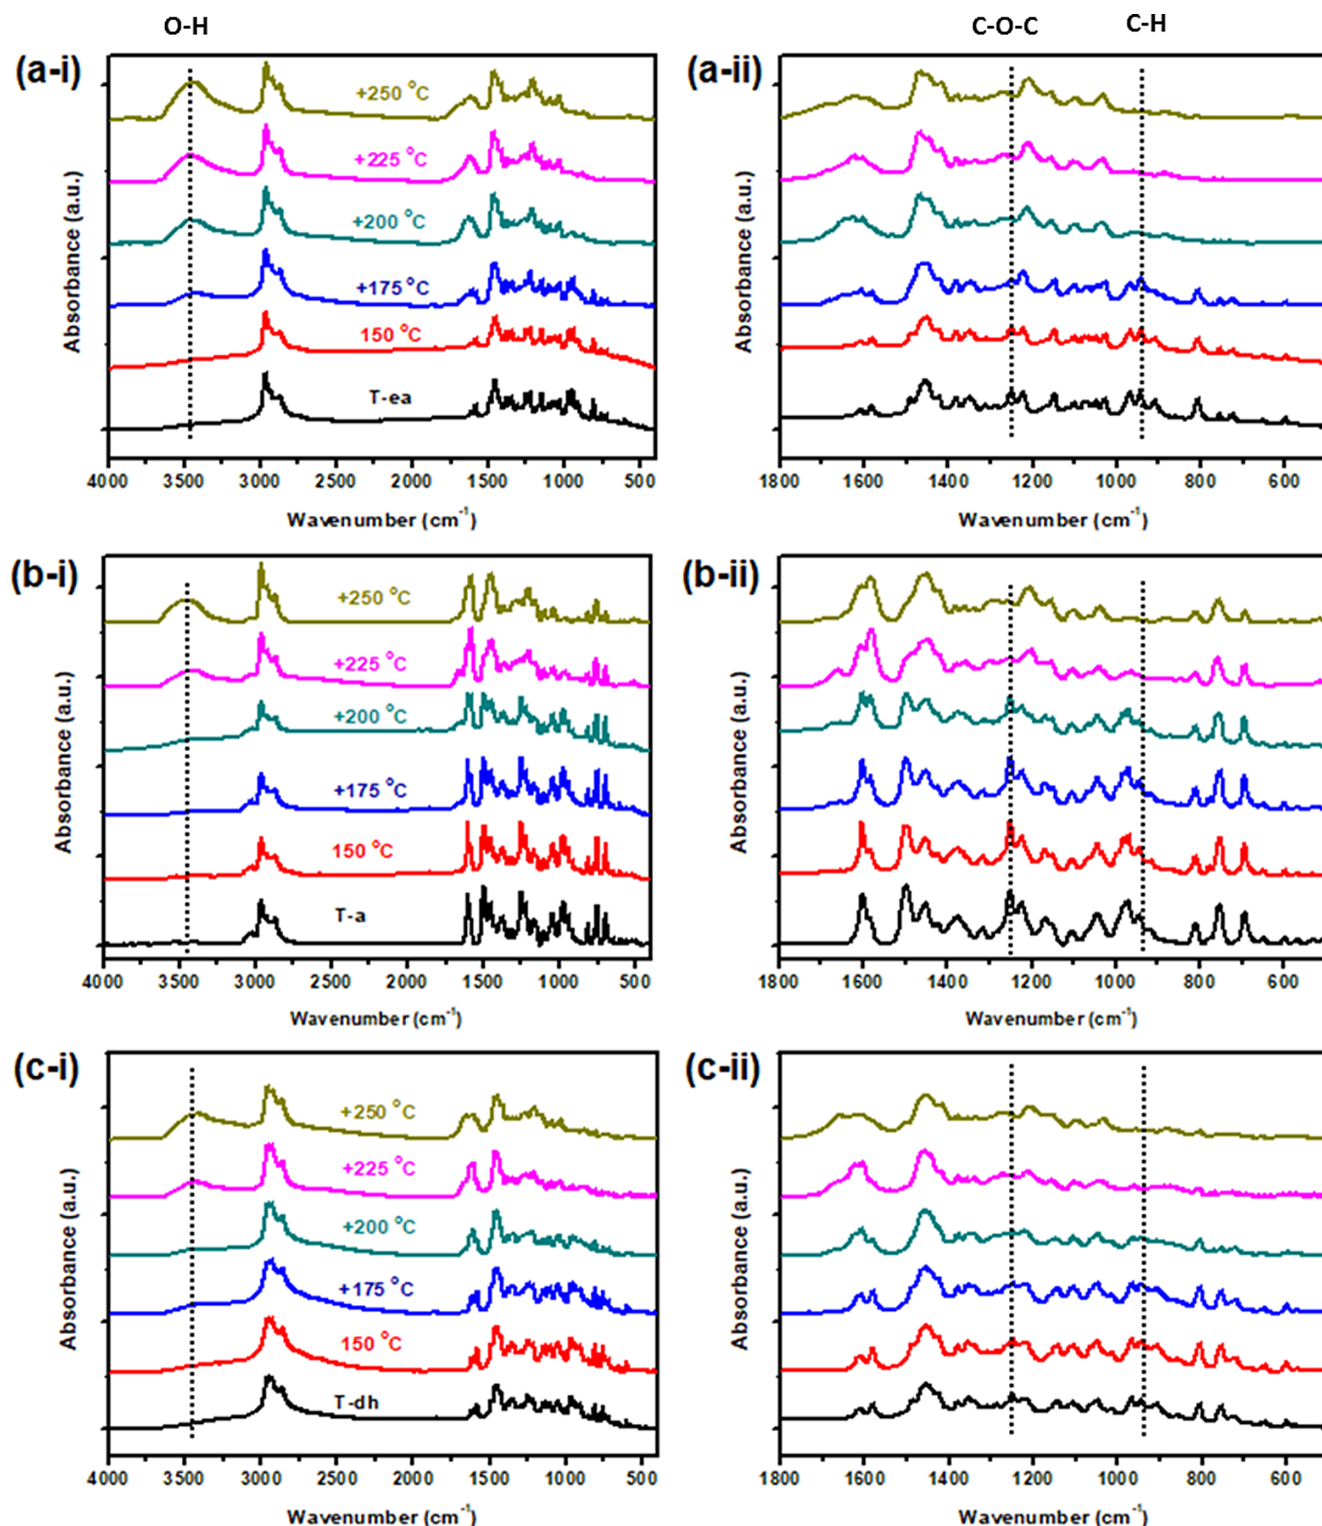 O-H
C-O-C
C-H
(a-i)
+250 °C
+225 °C
+200 °C
+175 °C
150 °C
T-ea
Absorbance (a.u.)
4000 3500 3000 2500 2000 1500 1000 500
Wavenumber (cm⁻¹)
(a-ii)
Absorbance (a.u.)
1800 1600 1400 1200 1000 800 600
Wavenumber (cm⁻¹)
(b-i)
+250 °C
+225 °C
+200 °C
+175 °C
150 °C
T-a
Absorbance (a.u.)
4000 3500 3000 2500 2000 1500 1000 500
Wavenumber (cm⁻¹)
(b-ii)
Absorbance (a.u.)
1800 1600 1400 1200 1000 800 600
Wavenumber (cm⁻¹)
(c-i)
+250 °C
+225 °C
+200 °C
+175 °C
150 °C
T-dh
Absorbance (a.u.)
4000 3500 3000 2500 2000 1500 1000 500
Wavenumber (cm⁻¹)
(c-ii)
Absorbance (a.u.)
1800 1600 1400 1200 1000 800 600
Wavenumber (cm⁻¹)